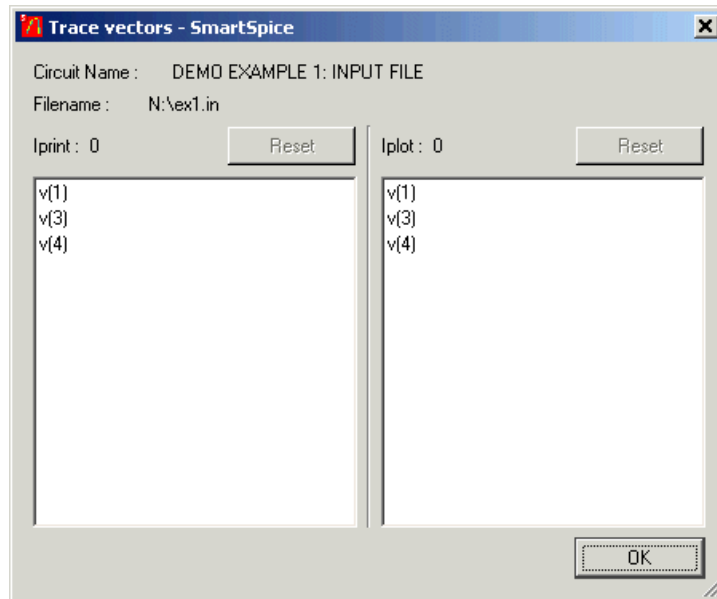 Trace vectors - SmartSpice
Circuit Name : DEMO EXAMPLE 1: INPUT FILE
Filename : N:\ex1.in
Iprint : 0 Reset
Iplot : 0 Reset
v(1)
v(3)
v(4)
v(1)
v(3)
v(4)
OK